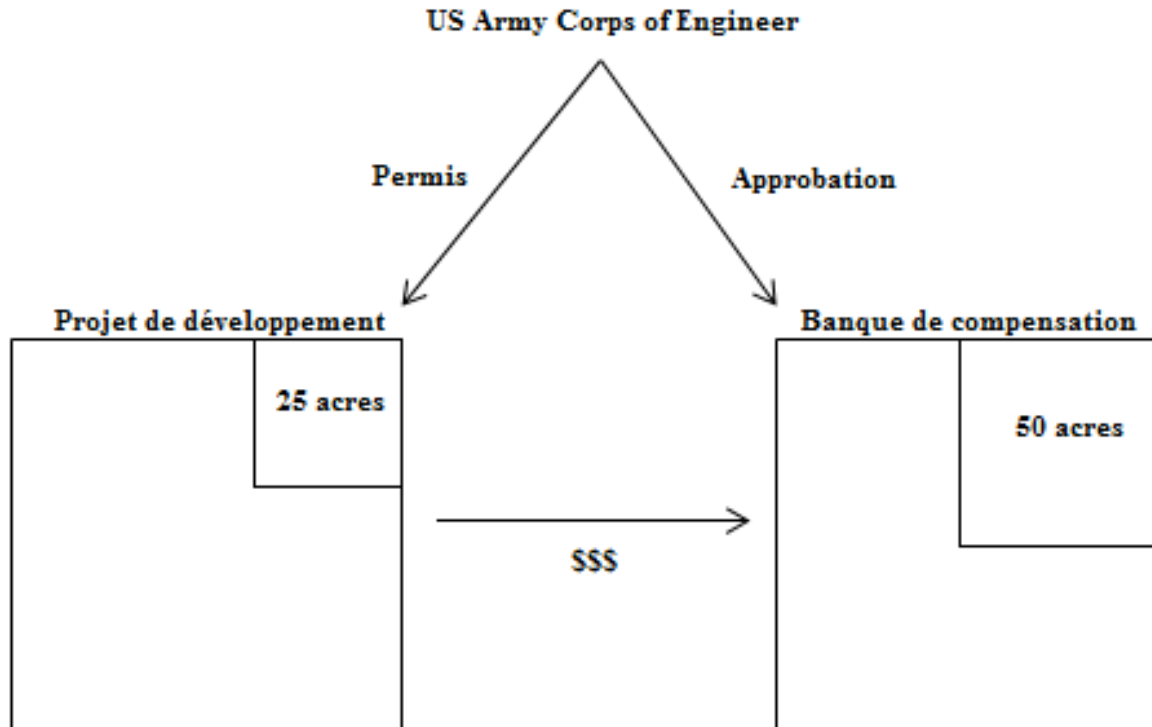 US Army Corps of Engineer
Permis
Approbation
Projet de développement
Banque de compensation
25 acres
50 acres
$$$